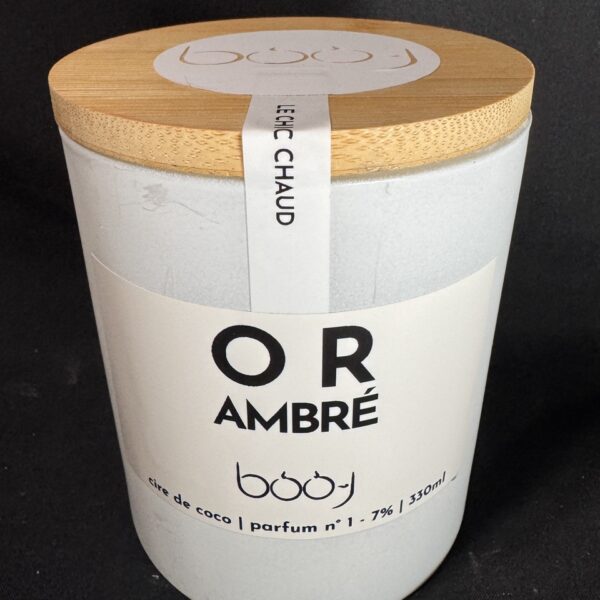 booj
LE CHIC CHAUD
OR
AMBRÉ
booj
cire de coco | parfum n° 1 - 7% | 330ml